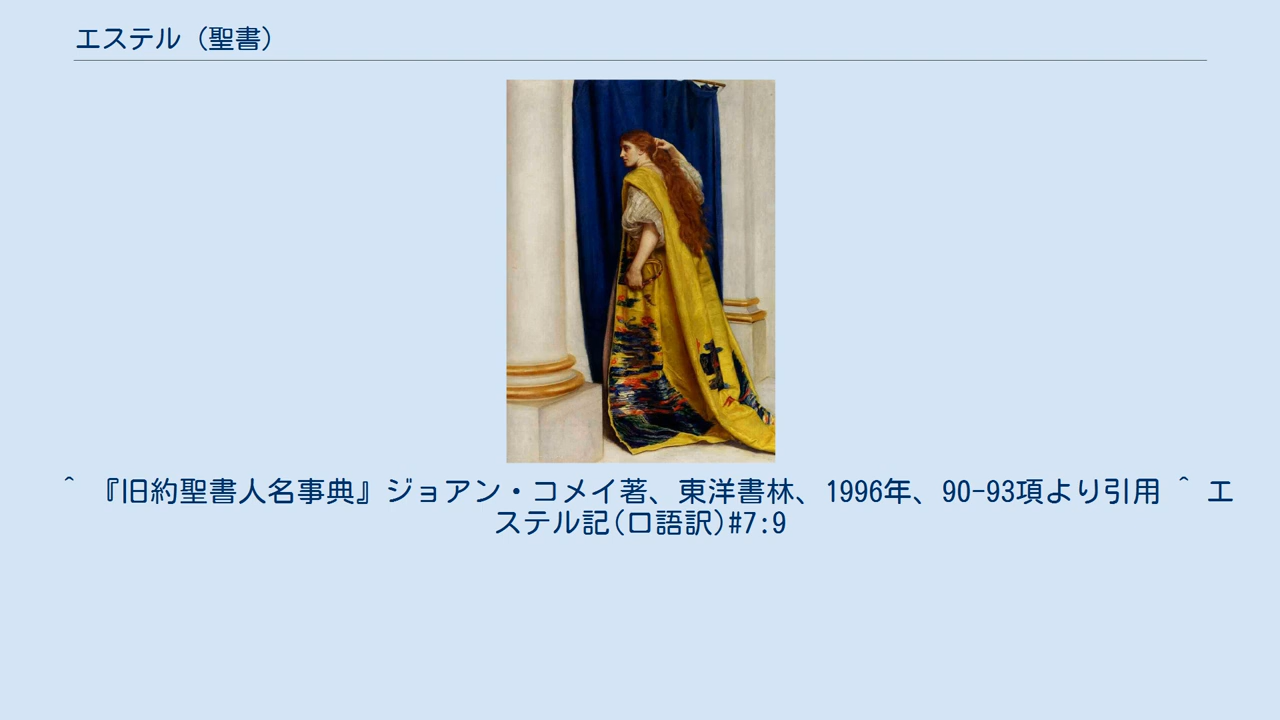 エステル（聖書）
^ 『旧約聖書人名事典』ジョアン・コメイ著、東洋書林、1996年、90-93項より引用 ^ エ
ステル記(口語訳)#7:9